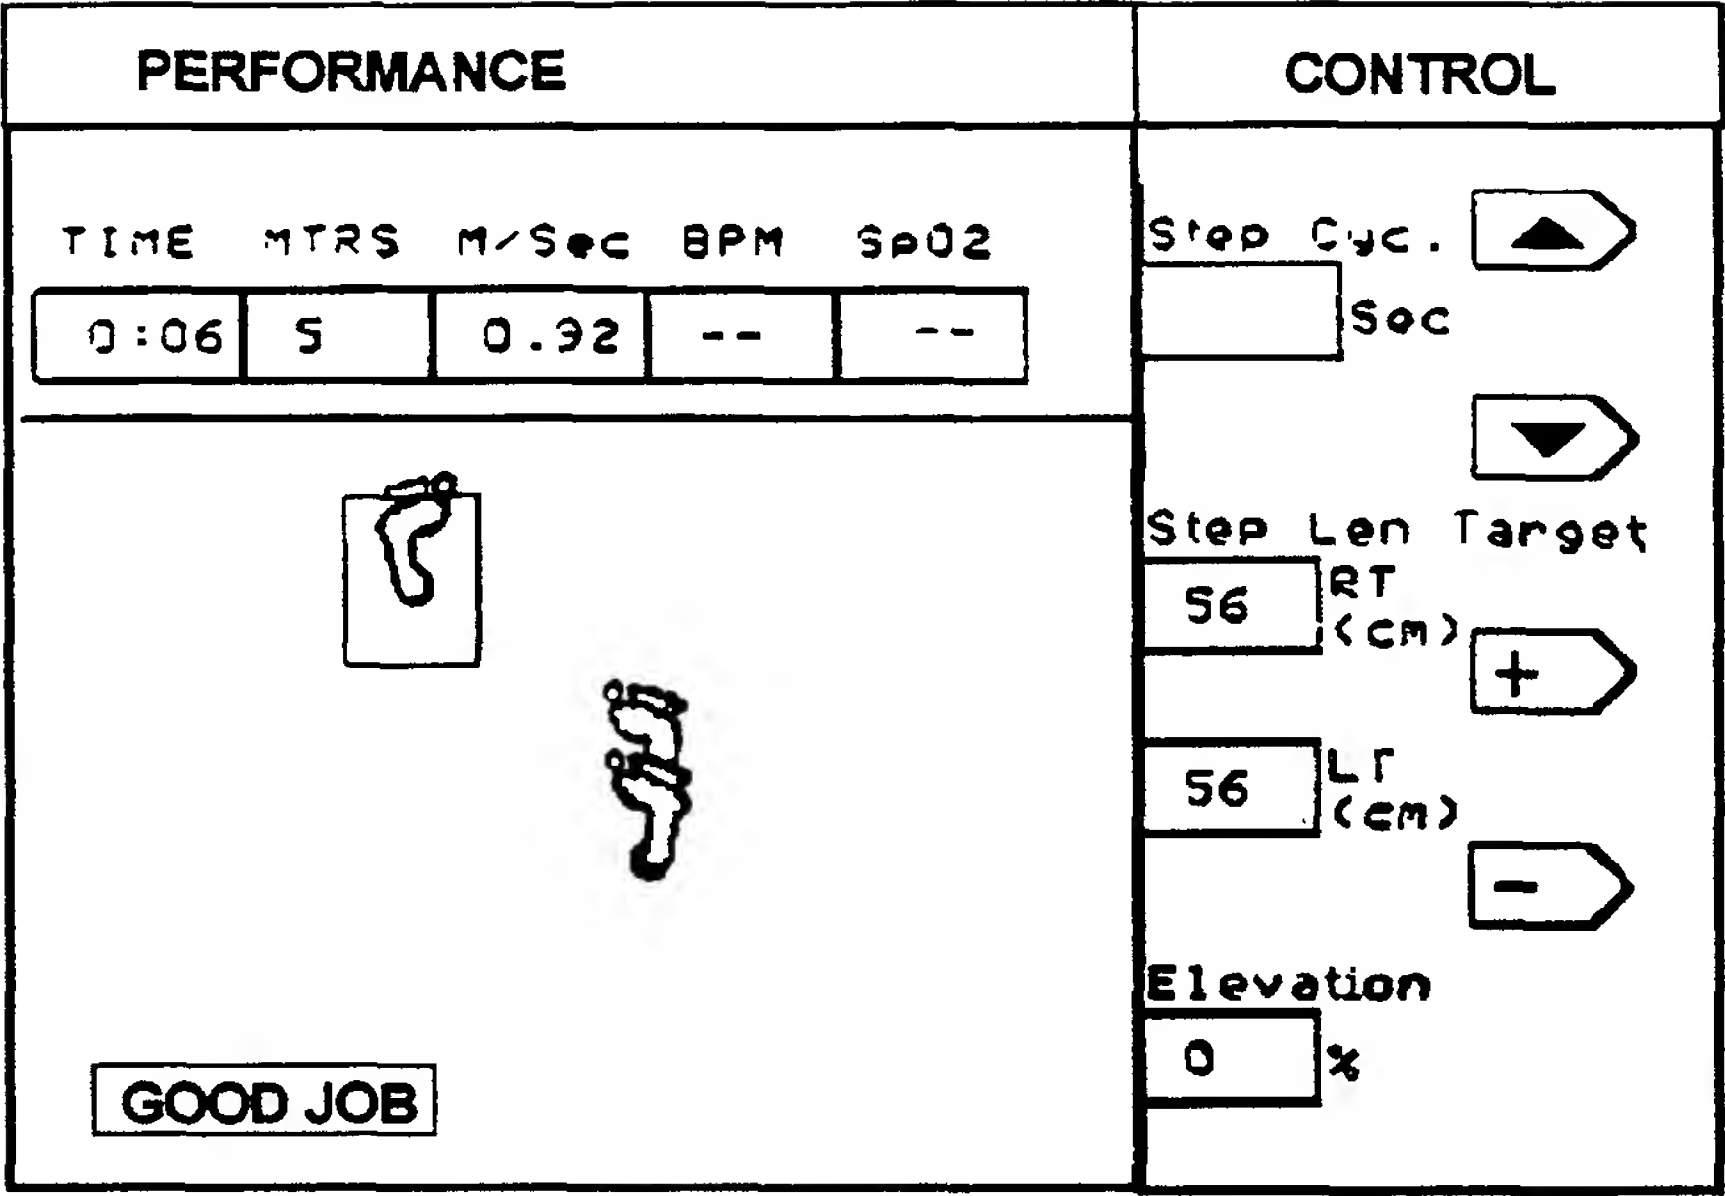 PERFORMANCE
CONTROL
TIME MTRS M/Sec BPM SpO2
0:06 5 0.92 -- --
Step Cyc.
Sec
Step Len Target
56 RT
(cm)
+
56 LT
(cm)
-
Elevation
0 %
GOOD JOB